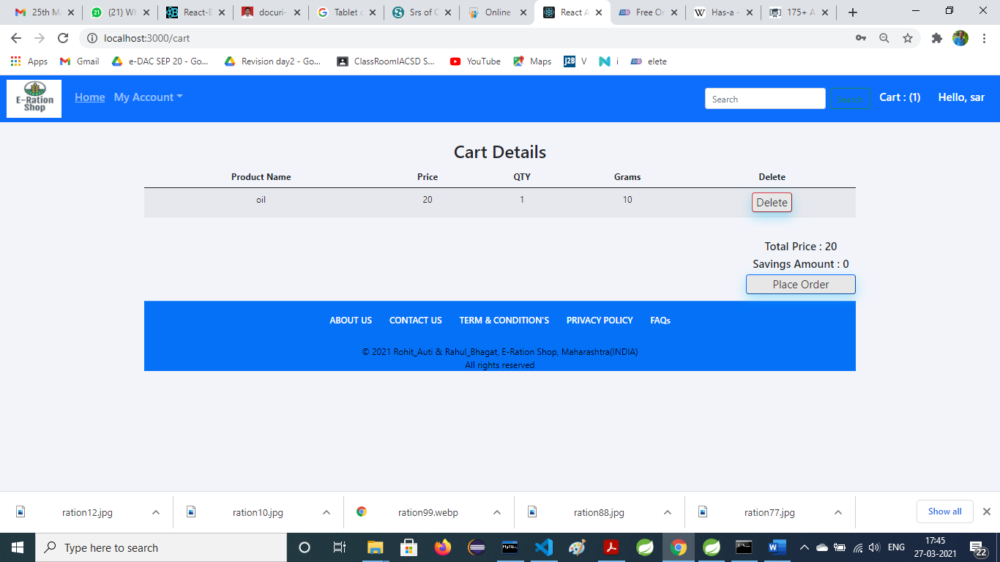 25th M
(21) Wh
React-E
docuri-
Tablet c
Srs of C
Online
React A
Free Or
Has-a -
175+ A
localhost:3000/cart
Apps
Gmail
e-DAC SEP 20 - Go...
Revision day2 - Go...
ClassRoomIACSD S...
YouTube
Maps
J2B V
i
elete
E-Ration
Shop
Home My Account
Search
Cart : (1) Hello, sar
Cart Details
Product Name Price QTY Grams Delete
oil 20 1 10 Delete
Total Price : 20
Savings Amount : 0
Place Order
ABOUT US CONTACT US TERM & CONDITION'S PRIVACY POLICY FAQs
© 2021 Rohit_Auti & Rahul_Bhagat, E-Ration Shop, Maharashtra(INDIA)
All rights reserved
ration12.jpg ration10.jpg ration99.webp ration88.jpg ration77.jpg Show all
Type here to search
ENG
17:45
27-03-2021
22